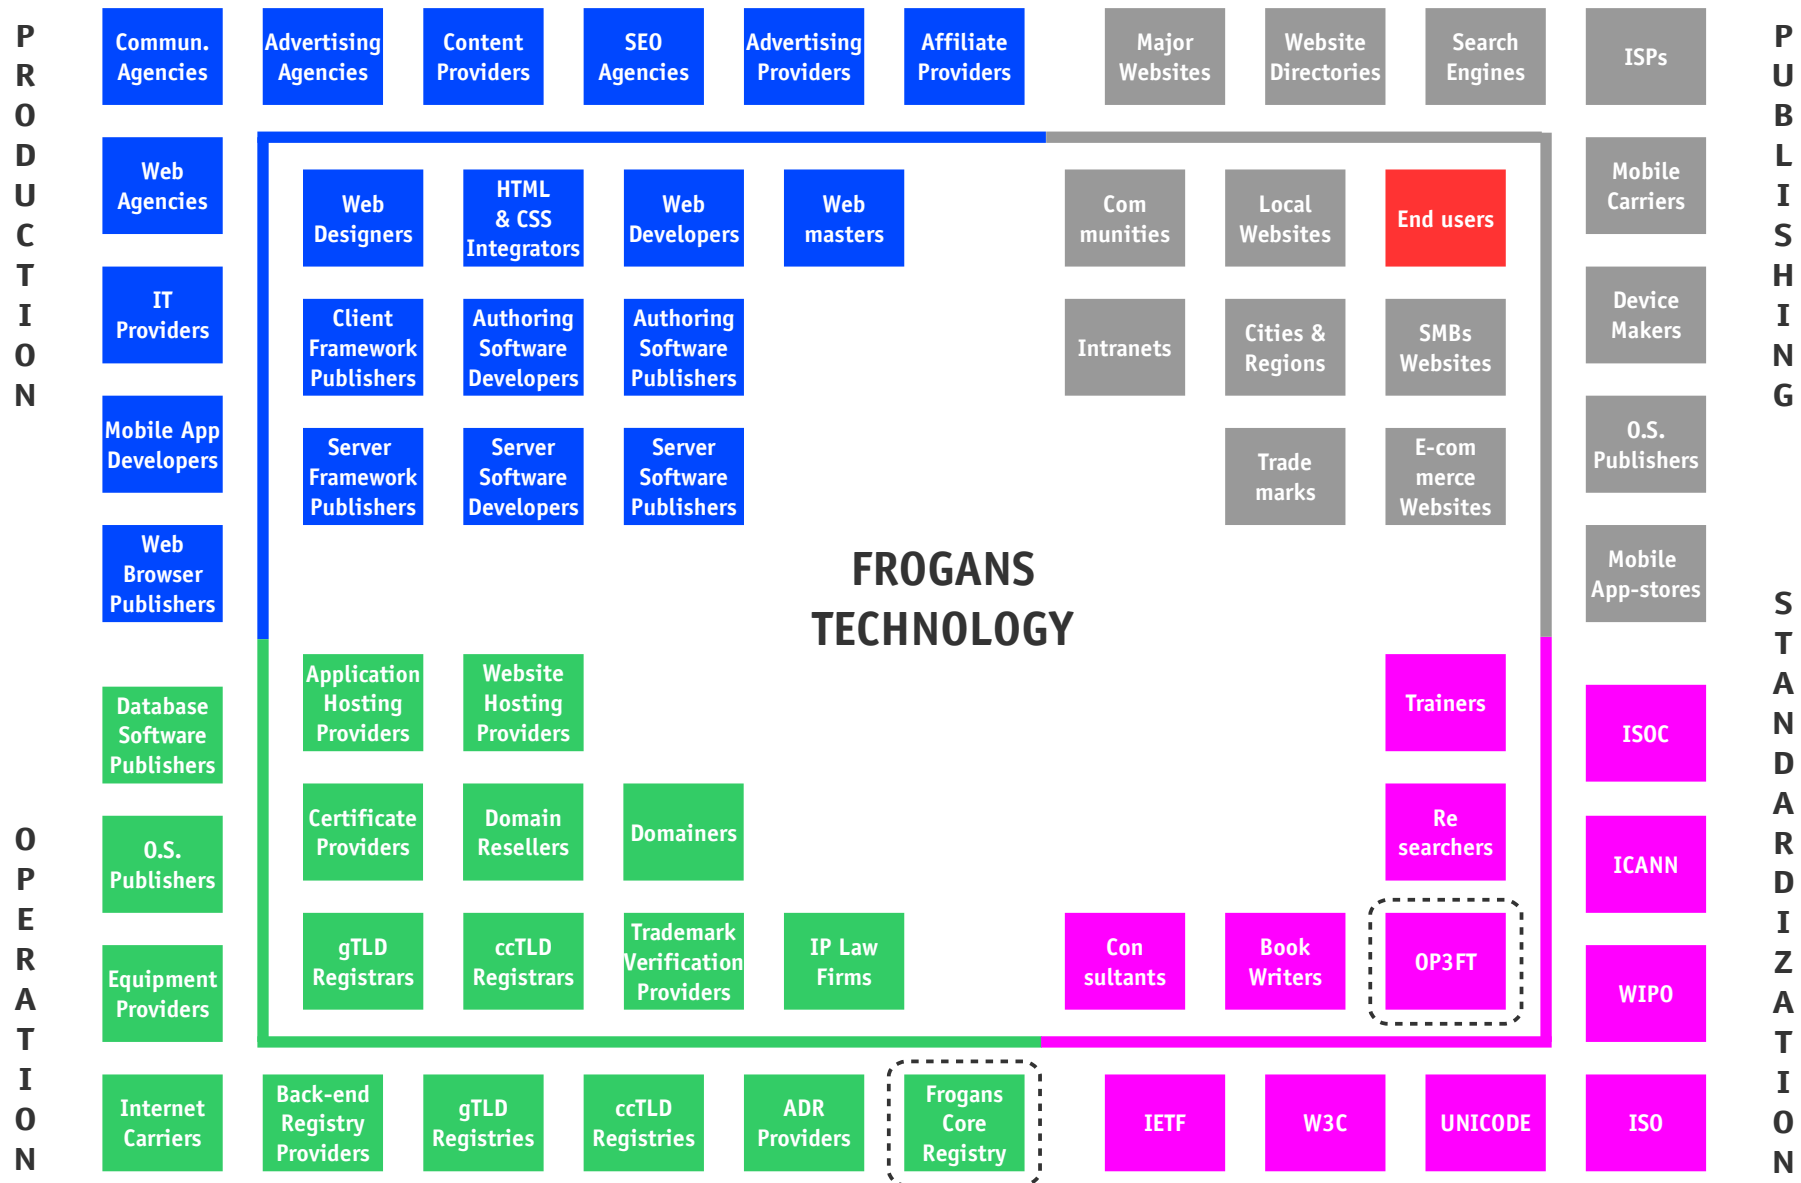 PRODUCTION
PUBLISHING
Commun.
Agencies
Advertising
Agencies
Content
Providers
SEO
Agencies
Advertising
Providers
Affiliate
Providers
Major
Websites
Website
Directories
Search
Engines
ISPs
Web
Agencies
IT
Providers
Mobile App
Developers
Web
Browser
Publishers
Web
Designers
HTML
& CSS
Integrators
Web
Developers
Web
masters
Client
Framework
Publishers
Authoring
Software
Developers
Authoring
Software
Publishers
Server
Framework
Publishers
Server
Software
Developers
Server
Software
Publishers
Com
munities
Local
Websites
End users
Intranets
Cities &
Regions
SMBs
Websites
Trade
marks
E-com
merce
Websites
Mobile
Carriers
Device
Makers
O.S.
Publishers
Mobile
App-stores
FROGANS
TECHNOLOGY
OPERATION
STANDARDIZATION
Database
Software
Publishers
O.S.
Publishers
Equipment
Providers
Internet
Carriers
Application
Hosting
Providers
Website
Hosting
Providers
Certificate
Providers
Domain
Resellers
Domainers
gTLD
Registrars
ccTLD
Registrars
Trademark
Verification
Providers
IP Law
Firms
Back-end
Registry
Providers
gTLD
Registries
ccTLD
Registries
ADR
Providers
Frogans
Core
Registry
Trainers
Re
searchers
Con
sultants
Book
Writers
OP3FT
ISOC
ICANN
WIPO
IETF
W3C
UNICODE
ISO